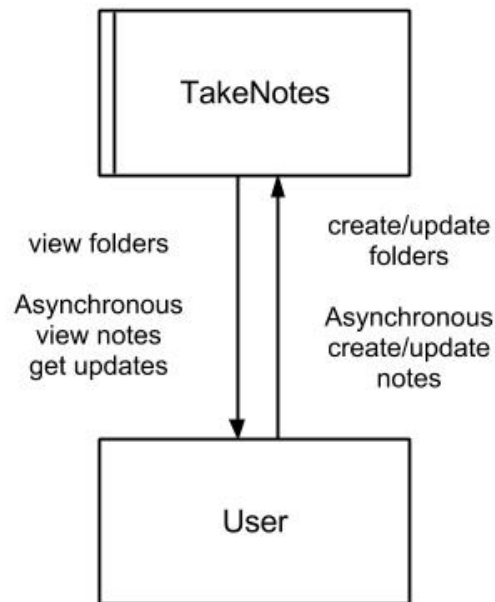 TakeNotes
view folders
Asynchronous
view notes
get updates
create/update
folders
Asynchronous
create/update
notes
User